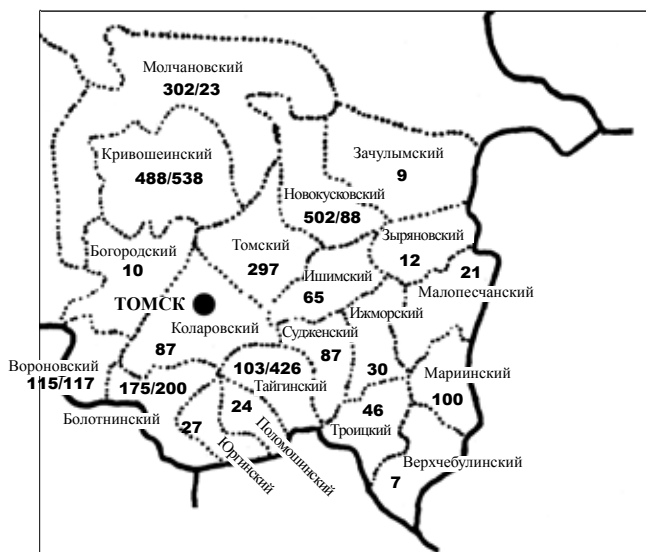 Молчановский
302/23
Кривошеинский
488/538
Зачулымский
9
Новокусковский
502/88
Богородский
10
Томский
297
Зыряновский
12
21
Малопесчанский
Ишимский
65
ТОМСК
Коларовский
87
Судженский
87
Ижморский
30
Вороновский
115/117
175/200
Болотнинский
103/426
Тайгинский
Мариинский
100
24
27
46
Троицкий
Юргинский
Поломошинский
Верхчебулинский
7